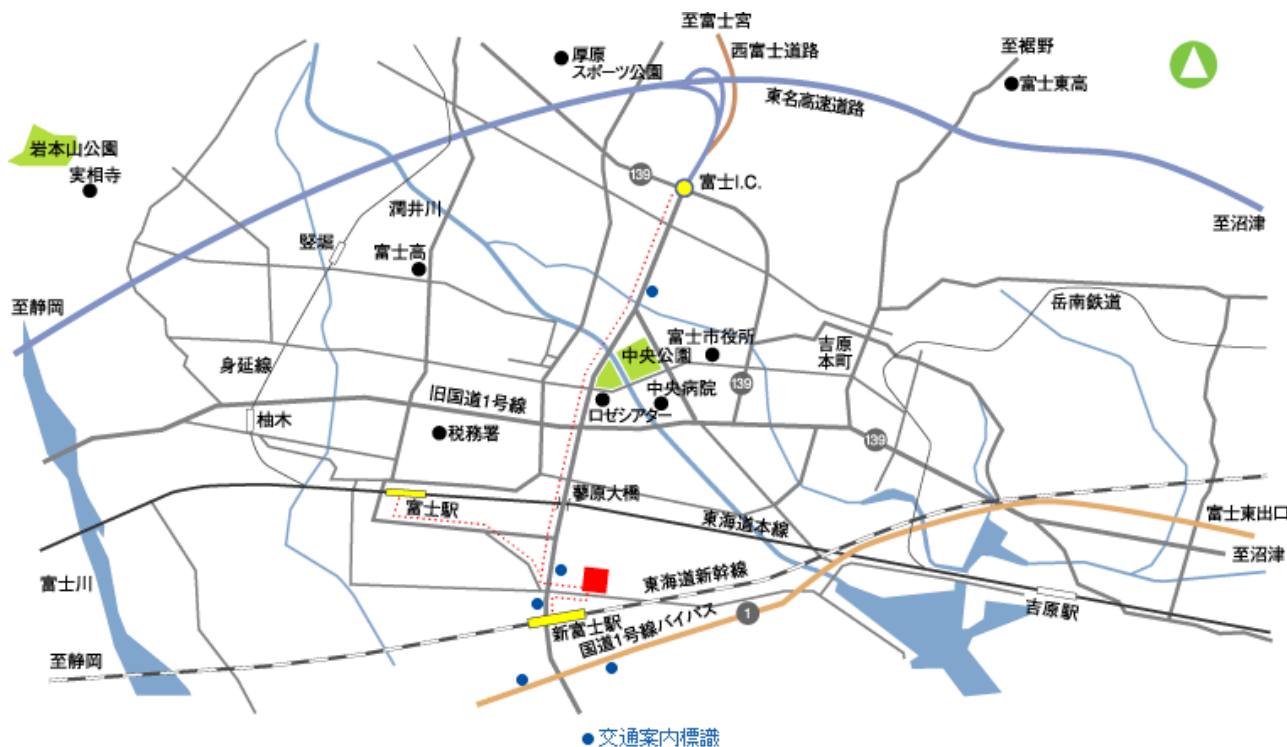 至富士宮
西富士道路
至裾野
厚原
スポーツ公園
富士東高
東名高速道路
岩本山公園
実相寺
139
富士I.C.
潤井川
至沼津
竪堀
富士高
至静岡
岳南鉄道
富士市役所
吉原
本町
中央公園
身延線
139
中央病院
旧国道1号線
ロゼシアター
柚木
税務署
139
蓼原大橋
富士駅
東海道本線
富士東出口
至沼津
富士川
東海道新幹線
吉原駅
新富士駅
1
国道1号線バイパス
至静岡
交通案内標識